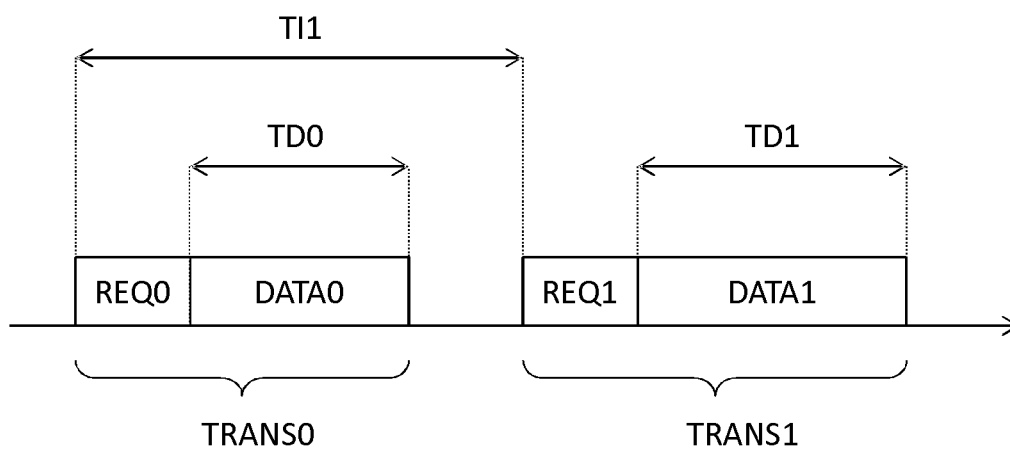 TI1
TD0 TD1
REQ0 DATA0 REQ1 DATA1
TRANS0 TRANS1